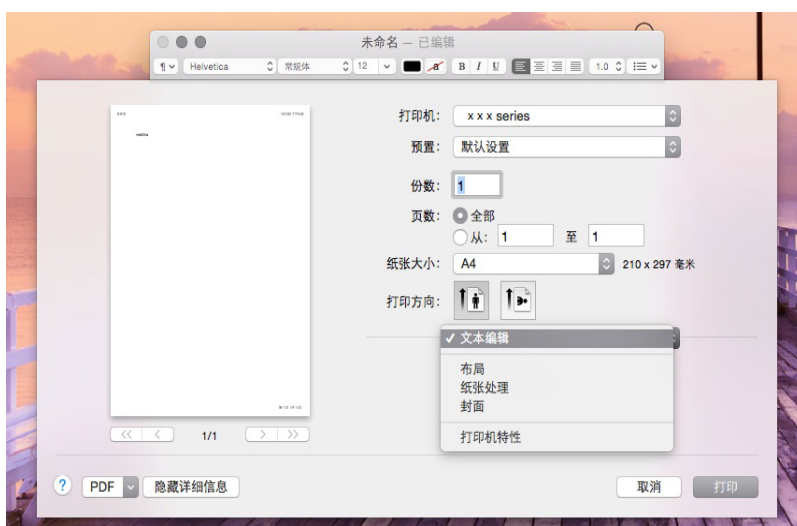 未命名 — 已编辑
¶ Helvetica 常规体 12 a B I U 1.0
打印机: x x x series
预置: 默认设置
份数: 1
页数: 全部
从: 1 至 1
纸张大小: A4 210 x 297 毫米
打印方向:
✓ 文本编辑
布局
纸张处理
封面
打印机特性
<< < 1/1 > >>
? PDF 隐藏详细信息 取消 打印